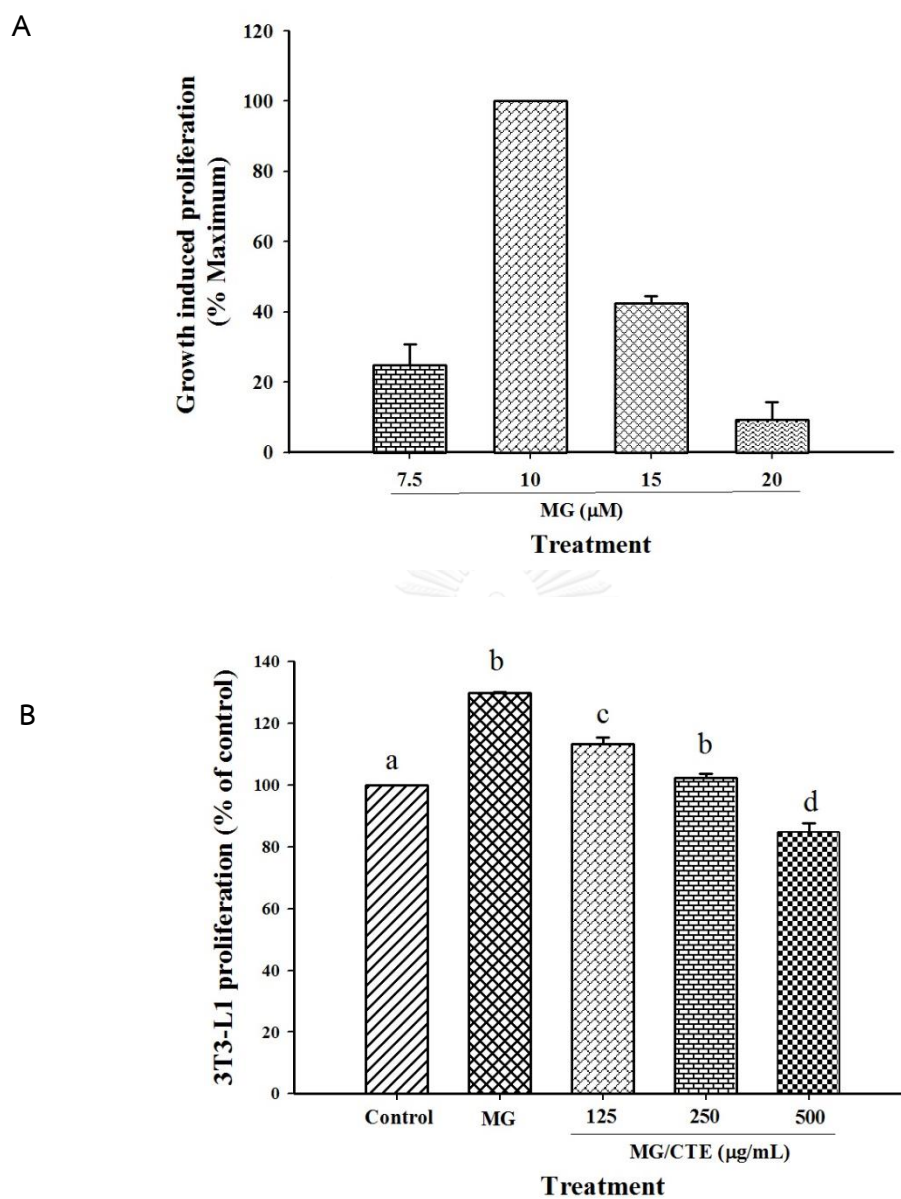 A
Growth induced proliferation
(% Maximum)
120
100
80
60
40
20
0
7.5 10 15 20
MG (μM)
Treatment
B
3T3-L1 proliferation (% of control)
140
120
100
80
60
40
20
0
a b c b d
Control MG 125 250 500
MG/CTE (μg/mL)
Treatment